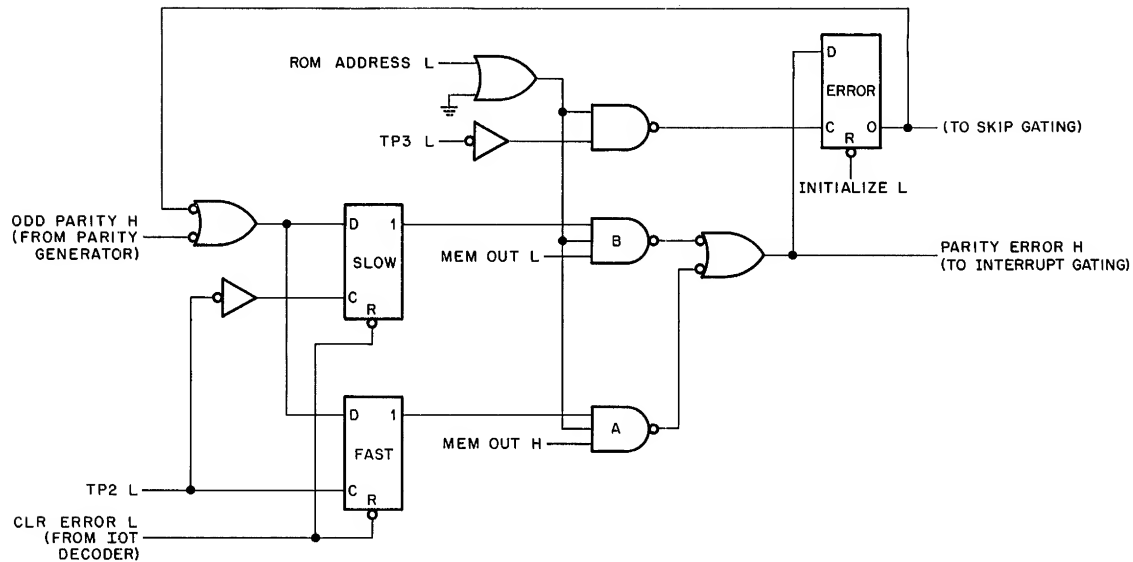 ROM ADDRESS L
D
ERROR
C O
R
(TO SKIP GATING)
TP3 L
INITIALIZE L
ODD PARITY H
(FROM PARITY
GENERATOR)
D 1
SLOW
C
R
B
MEM OUT L
PARITY ERROR H
(TO INTERRUPT GATING)
D 1
FAST
C
R
A
MEM OUT H
TP2 L
CLR ERROR L
(FROM IOT
DECODER)